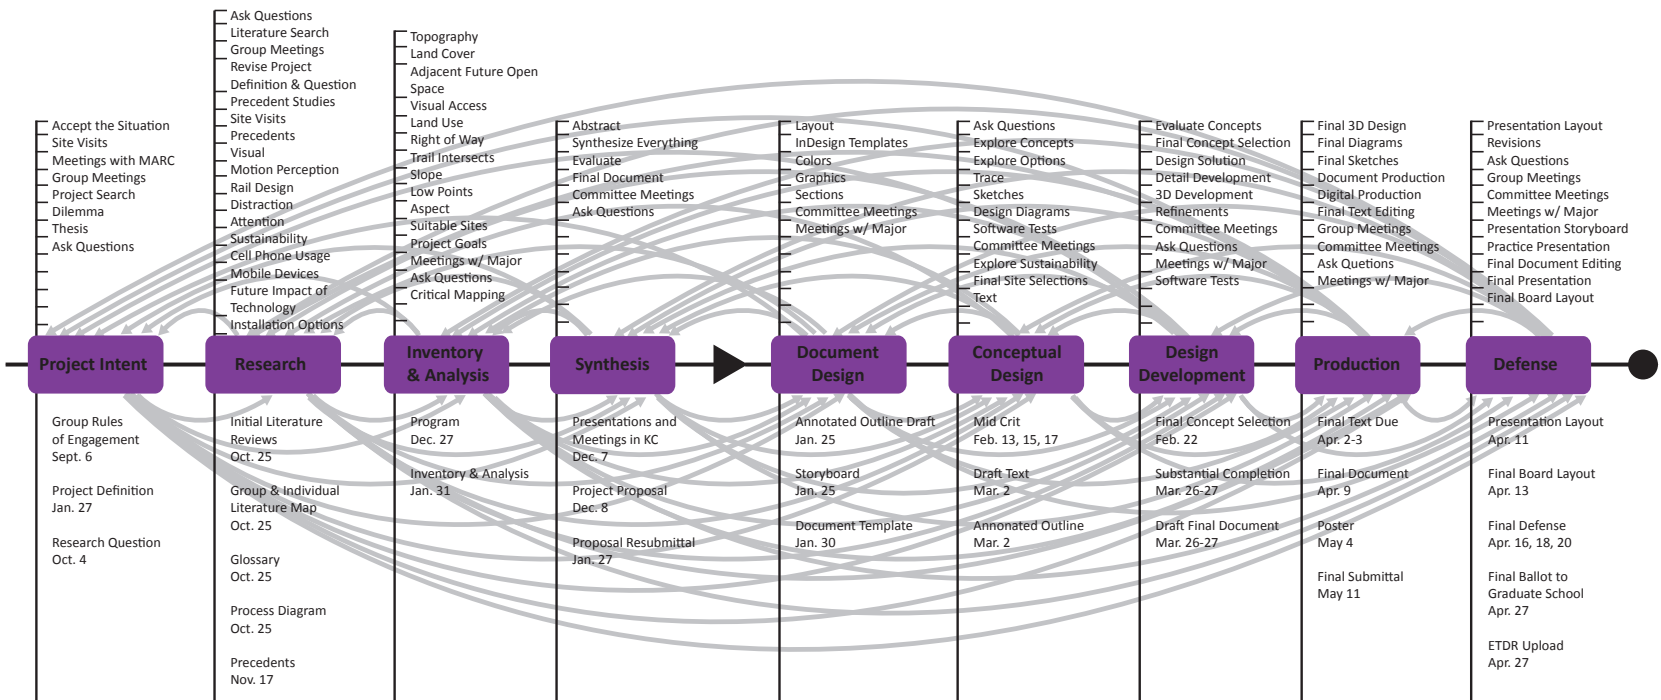 Accept the Situation
Site Visits
Meetings with MARC
Group Meetings
Project Search
Dilemma
Thesis
Ask Questions
Project Intent
Group Rules
of Engagement
Sept. 6
Project Definition
Jan. 27
Research Question
Oct. 4
Ask Questions
Literature Search
Group Meetings
Revise Project
Definition & Question
Precedent Studies
Site Visits
Precedents
Visual
Motion Perception
Rail Design
Distraction
Attention
Sustainability
Cell Phone Usage
Mobile Devices
Future Impact of
Technology
Installation Options
Research
Initial Literature
Reviews
Oct. 25
Group & Individual
Literature Map
Oct. 25
Glossary
Oct. 25
Process Diagram
Oct. 25
Precedents
Nov. 17
Topography
Land Cover
Adjacent Future Open
Space
Visual Access
Land Use
Right of Way
Trail Intersects
Slope
Low Points
Aspect
Suitable Sites
Project Goals
Meetings w/ Major
Ask Questions
Critical Mapping
Inventory
& Analysis
Program
Dec. 27
Inventory & Analysis
Jan. 31
Abstract
Synthesize Everything
Evaluate
Final Document
Committee Meetings
Ask Questions
Synthesis
Presentations and
Meetings in KC
Dec. 7
Project Proposal
Dec. 8
Proposal Resubmittal
Jan. 27
Layout
InDesign Templates
Colors
Graphics
Sections
Committee Meetings
Meetings w/ Major
Document
Design
Annotated Outline Draft
Jan. 25
Storyboard
Jan. 25
Document Template
Jan. 30
Ask Questions
Explore Concepts
Explore Options
Trace
Sketches
Design Diagrams
Software Tests
Committee Meetings
Explore Sustainability
Final Site Selections
Text
Conceptual
Design
Mid Crit
Feb. 13, 15, 17
Draft Text
Mar. 2
Annonated Outline
Mar. 2
Evaluate Concepts
Final Concept Selection
Design Solution
Detail Development
3D Development
Refinements
Committee Meetings
Ask Questions
Meetings w/ Major
Software Tests
Design
Development
Final Concept Selection
Feb. 22
Substantial Completion
Mar. 26-27
Draft Final Document
Mar. 26-27
Final 3D Design
Final Diagrams
Final Sketches
Document Production
Digital Production
Final Text Editing
Group Meetings
Committee Meetings
Ask Quetions
Meetings w/ Major
Production
Final Text Due
Apr. 2-3
Final Document
Apr. 9
Poster
May 4
Final Submittal
May 11
Presentation Layout
Revisions
Ask Questions
Group Meetings
Committee Meetings
Meetings w/ Major
Presentation Storyboard
Practice Presentation
Final Document Editing
Final Presentation
Final Board Layout
Defense
Presentation Layout
Apr. 11
Final Board Layout
Apr. 13
Final Defense
Apr. 16, 18, 20
Final Ballot to
Graduate School
Apr. 27
ETDR Upload
Apr. 27